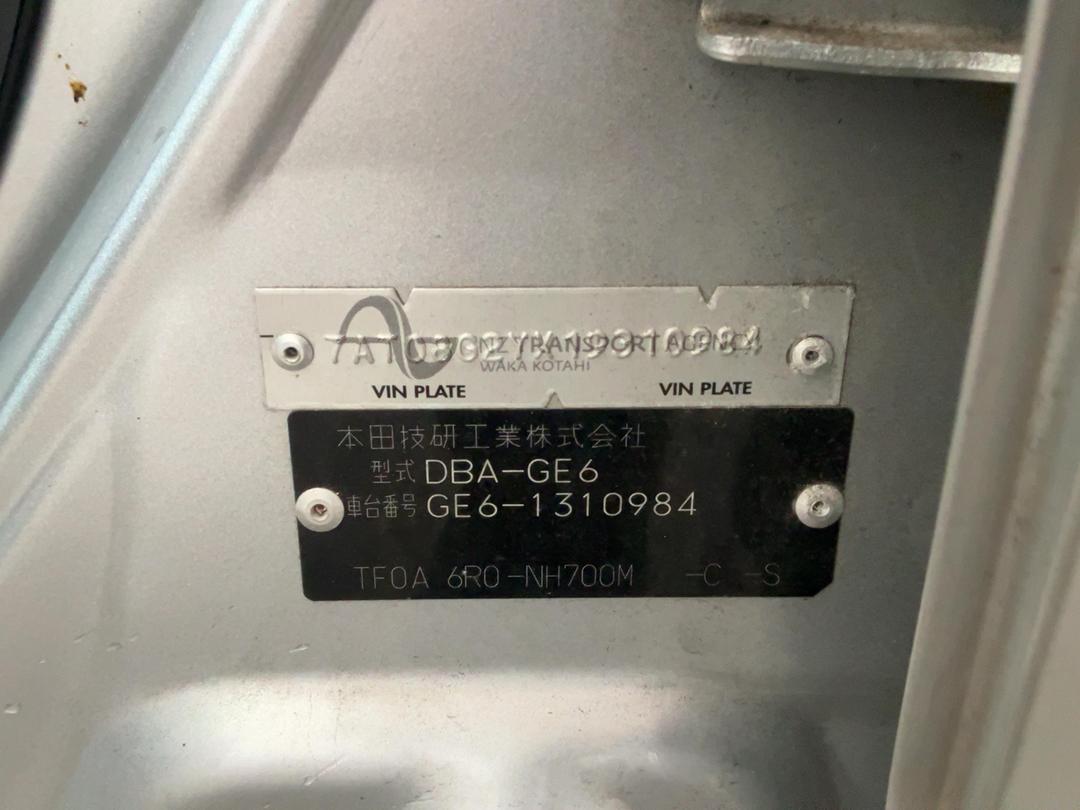 NZ TRANSPORT AGENCY
WAKA KOTAHI
VIN PLATE VIN PLATE
本田技研工業株式会社
型式 DBA-GE6
車台番号 GE6-1310984
TF0A 6R0-NH700M -C -S